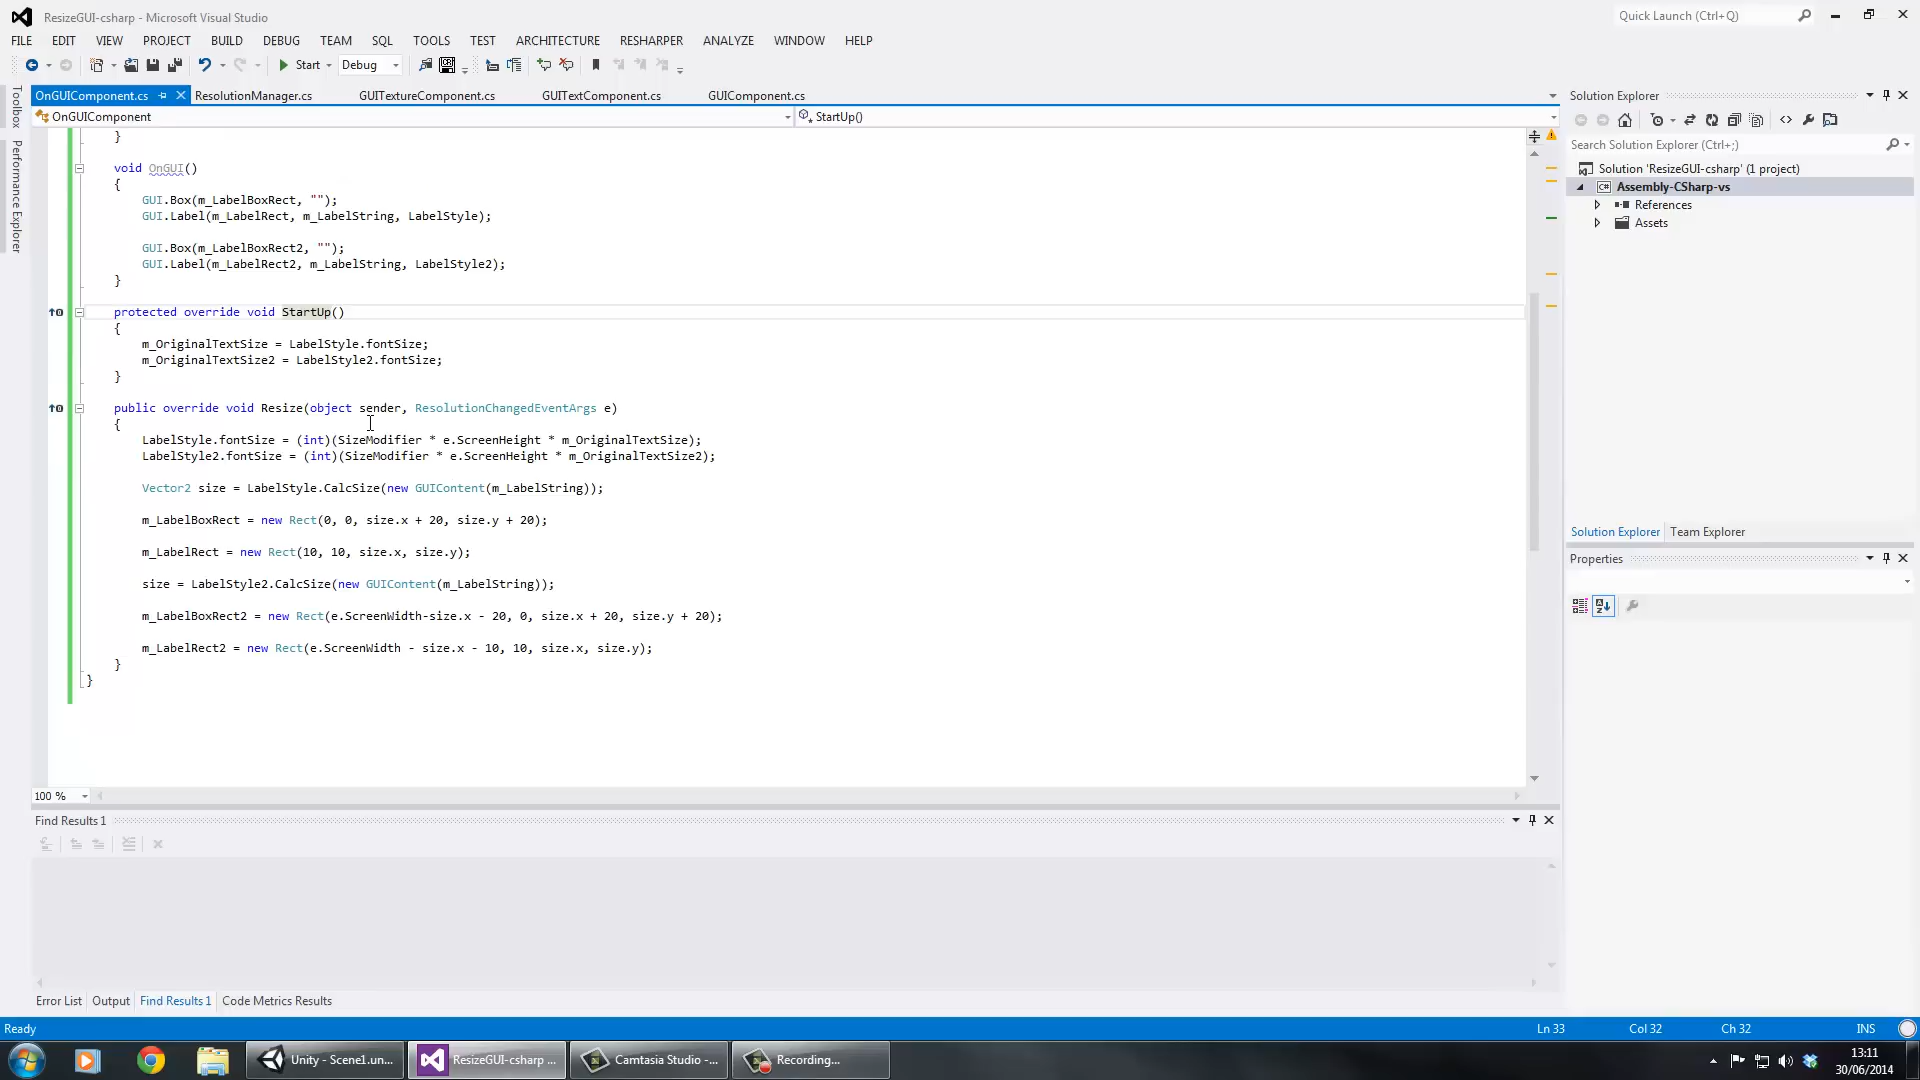 ResizeGUI-csharp - Microsoft Visual Studio
Quick Launch (Ctrl+Q)
FILE EDIT VIEW PROJECT BUILD DEBUG TEAM SQL TOOLS TEST ARCHITECTURE RESHARPER ANALYZE WINDOW HELP
Start Debug
Toolbox
Performance Explorer
OnGUIComponent.cs ResolutionManager.cs GUITextureComponent.cs GUITextComponent.cs GUIComponent.cs
OnGUIComponent StartUp()
}
void OnGUI()
{
GUI.Box(m_LabelBoxRect, "");
GUI.Label(m_LabelRect, m_LabelString, LabelStyle);
GUI.Box(m_LabelBoxRect2, "");
GUI.Label(m_LabelRect2, m_LabelString, LabelStyle2);
}
protected override void StartUp()
{
m_OriginalTextSize = LabelStyle.fontSize;
m_OriginalTextSize2 = LabelStyle2.fontSize;
}
public override void Resize(object sender, ResolutionChangedEventArgs e)
{
LabelStyle.fontSize = (int)(SizeModifier * e.ScreenHeight * m_OriginalTextSize);
LabelStyle2.fontSize = (int)(SizeModifier * e.ScreenHeight * m_OriginalTextSize2);
Vector2 size = LabelStyle.CalcSize(new GUIContent(m_LabelString));
m_LabelBoxRect = new Rect(0, 0, size.x + 20, size.y + 20);
m_LabelRect = new Rect(10, 10, size.x, size.y);
size = LabelStyle2.CalcSize(new GUIContent(m_LabelString));
m_LabelBoxRect2 = new Rect(e.ScreenWidth-size.x - 20, 0, size.x + 20, size.y + 20);
m_LabelRect2 = new Rect(e.ScreenWidth - size.x - 10, 10, size.x, size.y);
}
}
100 %
Solution Explorer
Search Solution Explorer (Ctrl+;)
Solution 'ResizeGUI-csharp' (1 project)
C# Assembly-CSharp-vs
References
Assets
Solution Explorer Team Explorer
Properties
Find Results 1
Error List Output Find Results 1 Code Metrics Results
Ready Ln 33 Col 32 Ch 32 INS
Unity - Scene1.un... ResizeGUI-csharp ... Camtasia Studio -... Recording...
13:11
30/06/2014